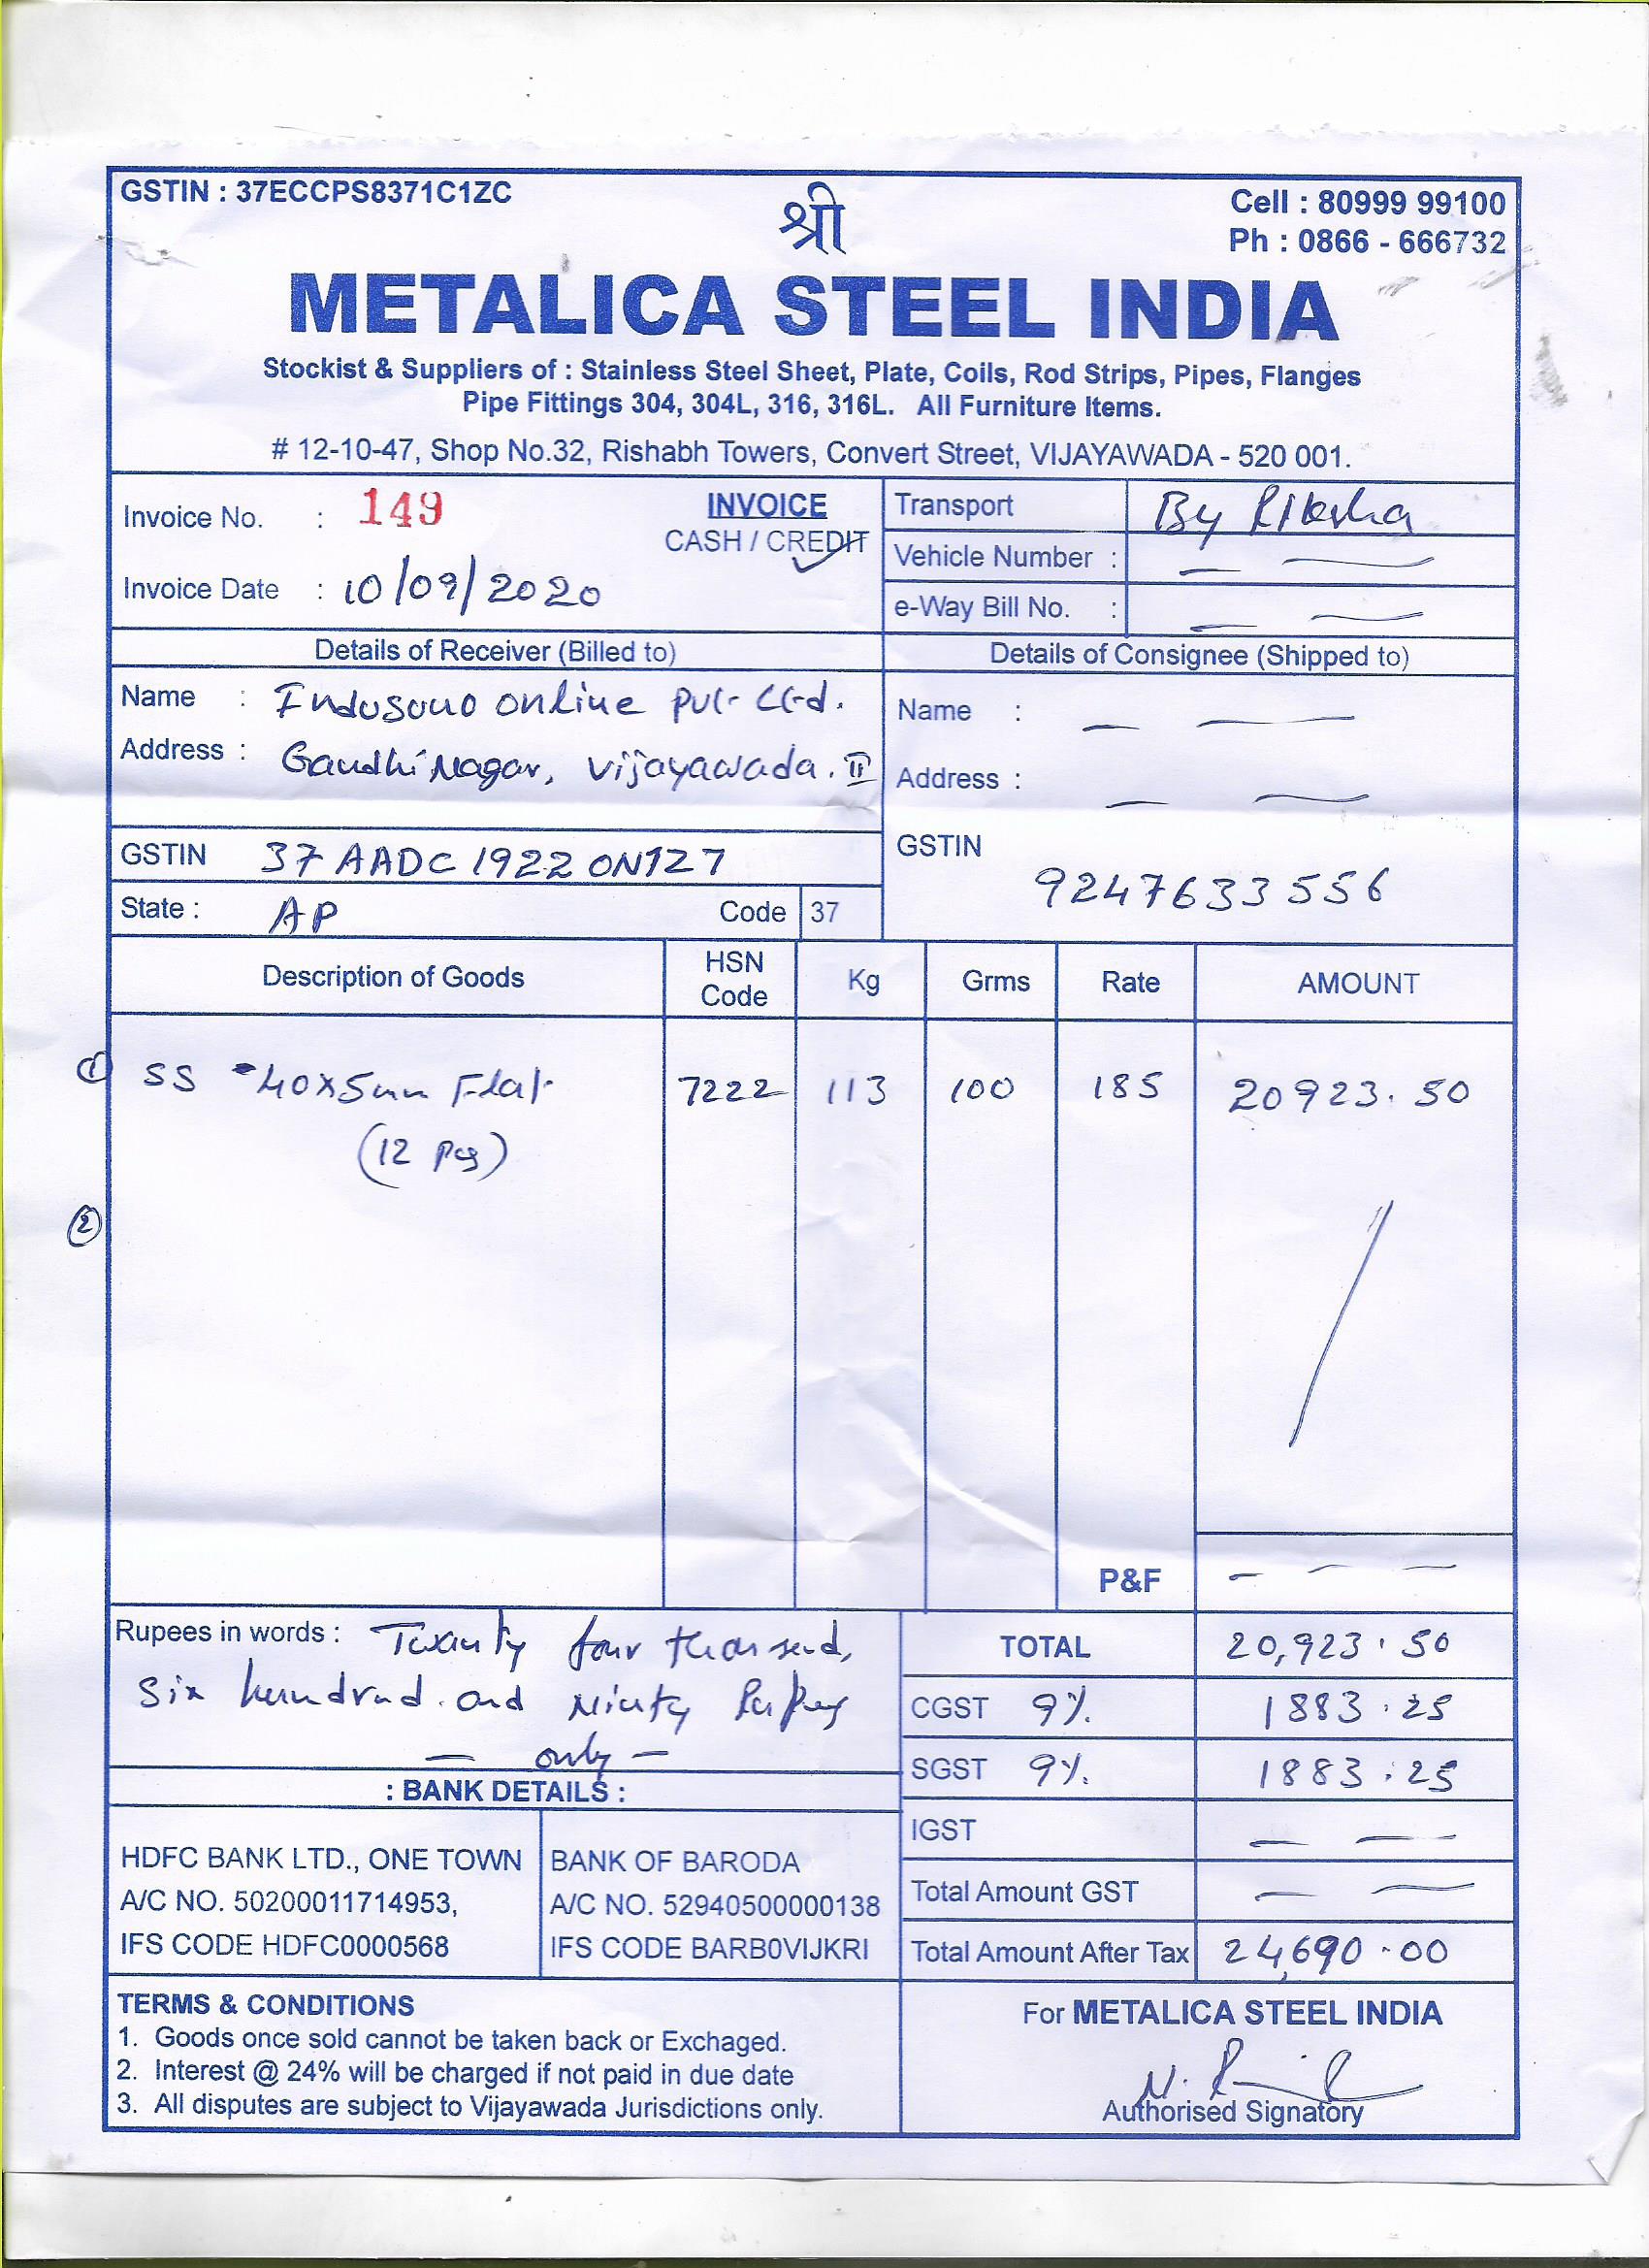 GSTIN : 37ECCPS8371C1ZC
श्री
Cell : 80999 99100
Ph : 0866 - 666732
METALICA STEEL INDIA
Stockist & Suppliers of : Stainless Steel Sheet, Plate, Coils, Rod Strips, Pipes, Flanges
Pipe Fittings 304, 304L, 316, 316L. All Furniture Items.
# 12-10-47, Shop No.32, Rishabh Towers, Convert Street, VIJAYAWADA - 520 001.
Invoice No. : 149
INVOICE
CASH / CREDIT
Invoice Date : 10/09/2020
Transport By Riksha
Vehicle Number : — —
e-Way Bill No. : — —
Details of Receiver (Billed to)
Name : online Pvt Ltd.
Address : Gandhi Nagar, Vijayawada. II
GSTIN 37 AADC 1922 0N1Z7
State : AP Code 37
Details of Consignee (Shipped to)
Name : — —
Address : — —
GSTIN
9247633556
Description of Goods HSN Code Kg Grms Rate AMOUNT
① SS 40x5mm Flat 7222 113 100 185 20923.50
(12 Pcs)
②
P&F - - -
Rupees in words : Twenty four thousend,
Six hundrud and Ninty Rupees
— only —
TOTAL 20,923.50
CGST 9% 1883.25
SGST 9% 1883.25
IGST — —
Total Amount GST — —
Total Amount After Tax 24,690.00
: BANK DETAILS :
HDFC BANK LTD., ONE TOWN
A/C NO. 50200011714953,
IFS CODE HDFC0000568
BANK OF BARODA
A/C NO. 52940500000138
IFS CODE BARB0VIJKRI
TERMS & CONDITIONS
1. Goods once sold cannot be taken back or Exchaged.
2. Interest @ 24% will be charged if not paid in due date
3. All disputes are subject to Vijayawada Jurisdictions only.
For METALICA STEEL INDIA
Authorised Signatory